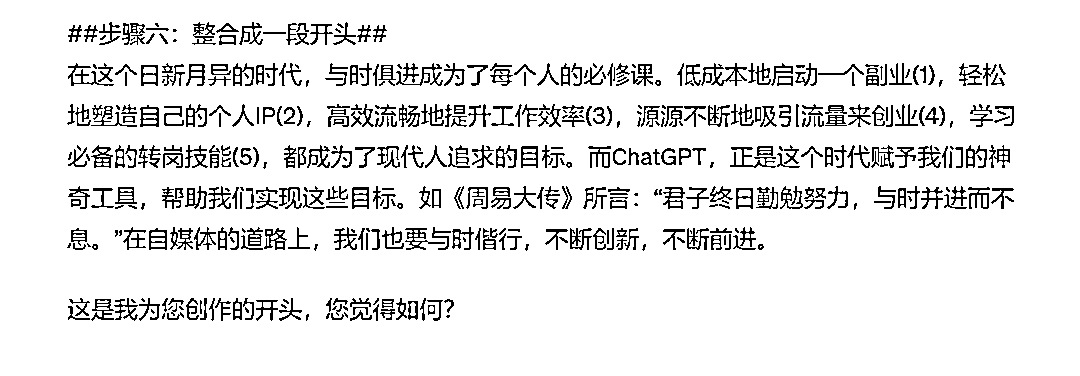 ##步骤六：整合成一段开头##
在这个日新月异的时代，与时俱进成为了每个人的必修课。低成本地启动一个副业(1)，轻松
地塑造自己的个人IP(2)，高效流畅地提升工作效率(3)，源源不断地吸引流量来创业(4)，学习
必备的转岗技能(5)，都成为了现代人追求的目标。而ChatGPT，正是这个时代赋予我们的神
奇工具，帮助我们实现这些目标。如《周易大传》所言：“君子终日勤勉努力，与时并进而不
息。”在自媒体的道路上，我们也要与时偕行，不断创新，不断前进。
这是我为您创作的开头，您觉得如何？